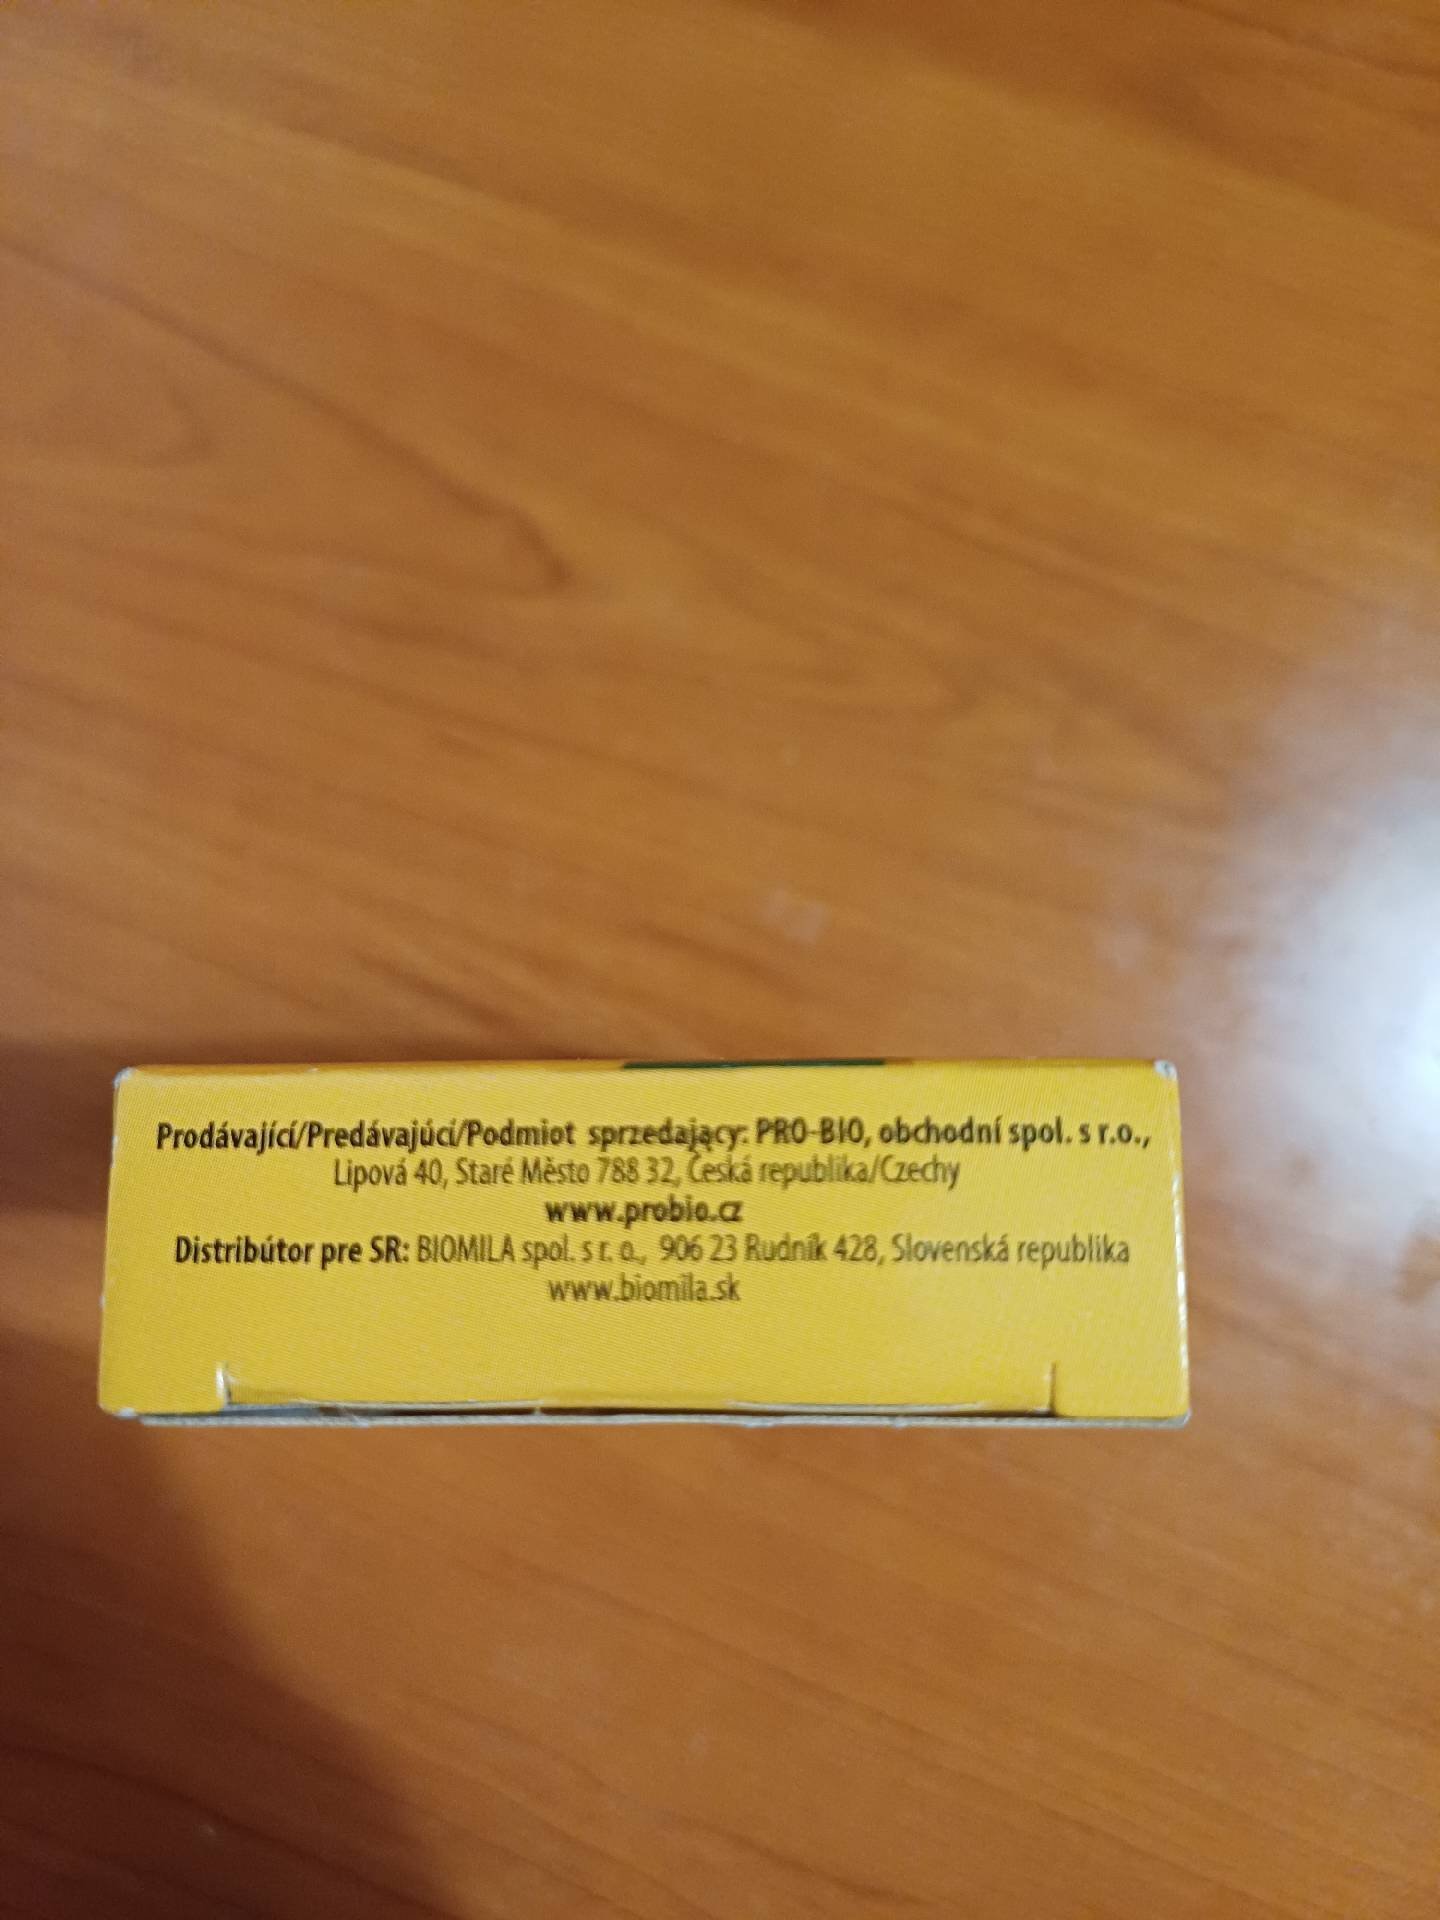 Prodávající/Predávajúci/Podmiot sprzedający: PRO-BIO, obchodní spol. s r.o.,
Lipová 40, Staré Město 788 32, Česká republika/Czechy
www.probio.cz
Distribútor pre SR: BIOMILA spol. s r. o., 906 23 Rudník 428, Slovenská republika
www.biomila.sk